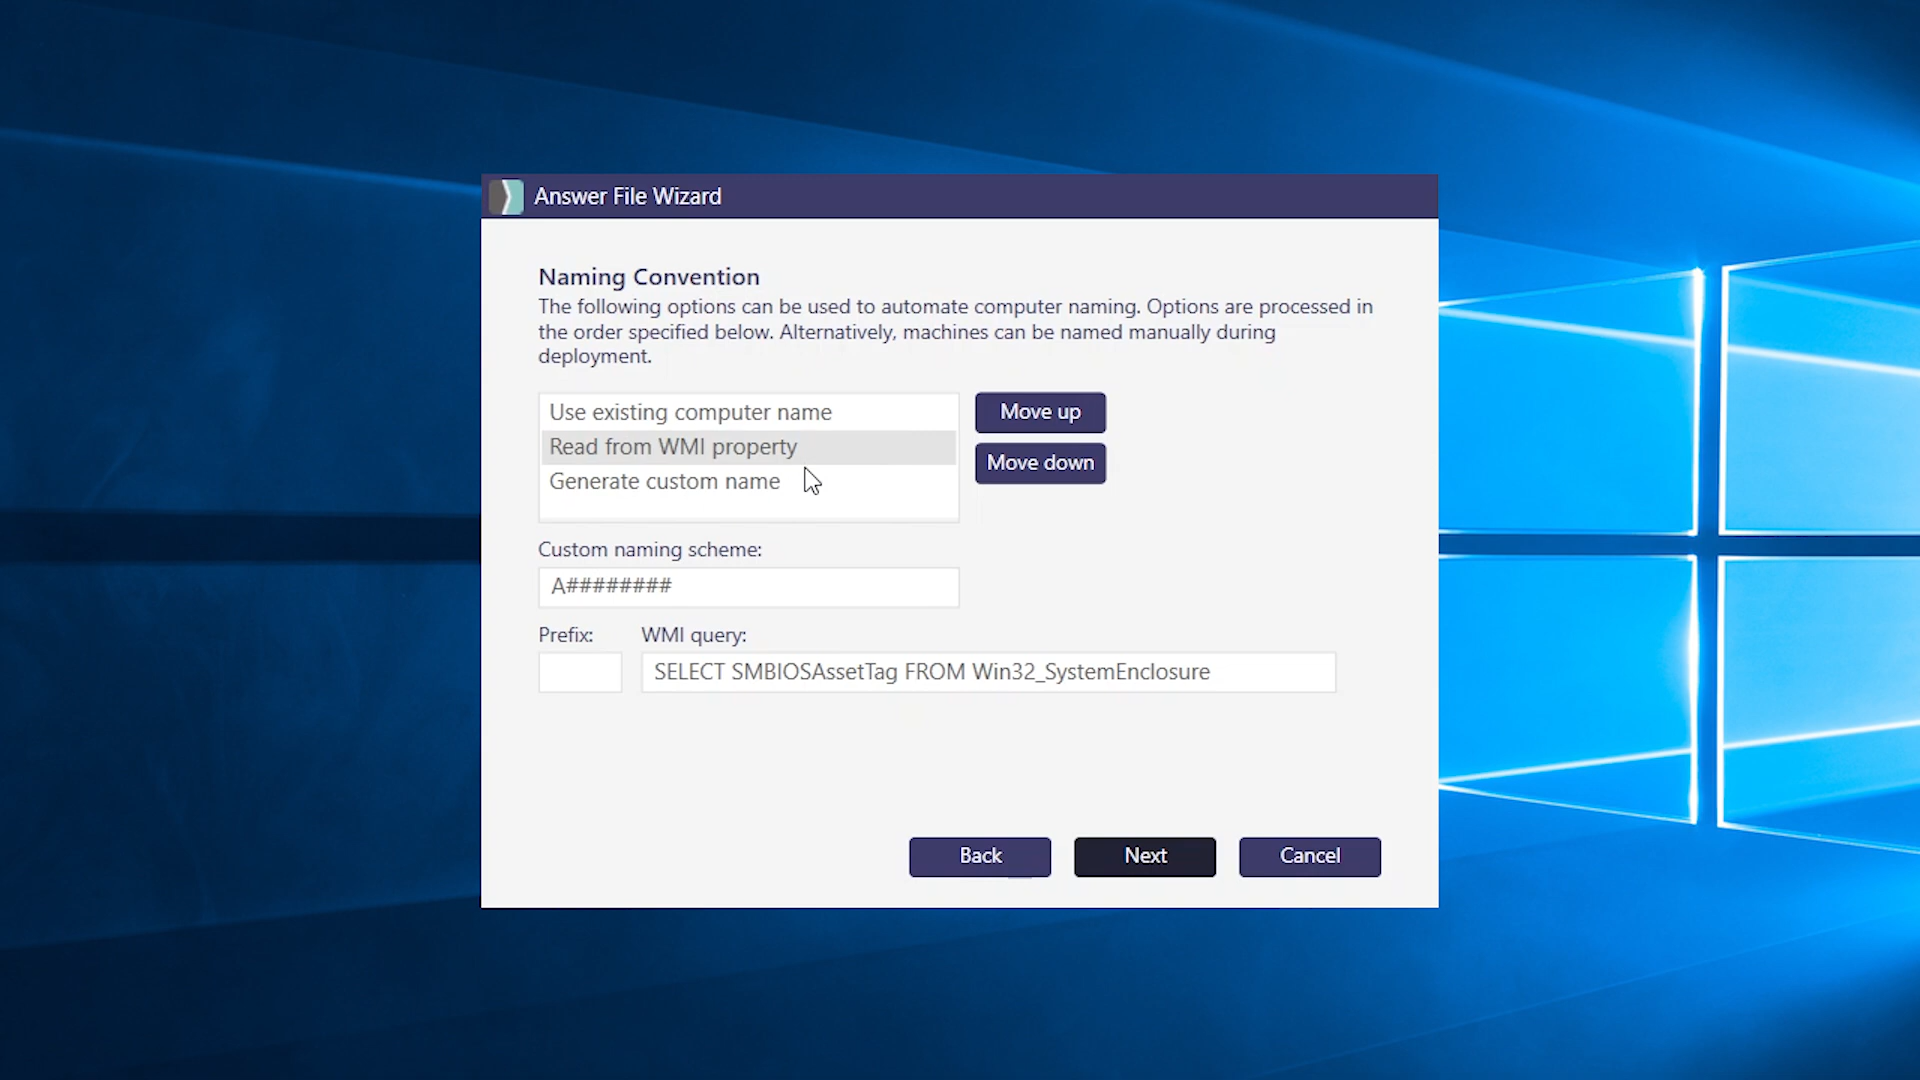 Answer File Wizard
Naming Convention
The following options can be used to automate computer naming. Options are processed in
the order specified below. Alternatively, machines can be named manually during
deployment.
Use existing computer name
Move up
Read from WMI property
Move down
Generate custom name
Custom naming scheme:
A########
Prefix: WMI query:
SELECT SMBIOSAssetTag FROM Win32_SystemEnclosure
Back Next Cancel